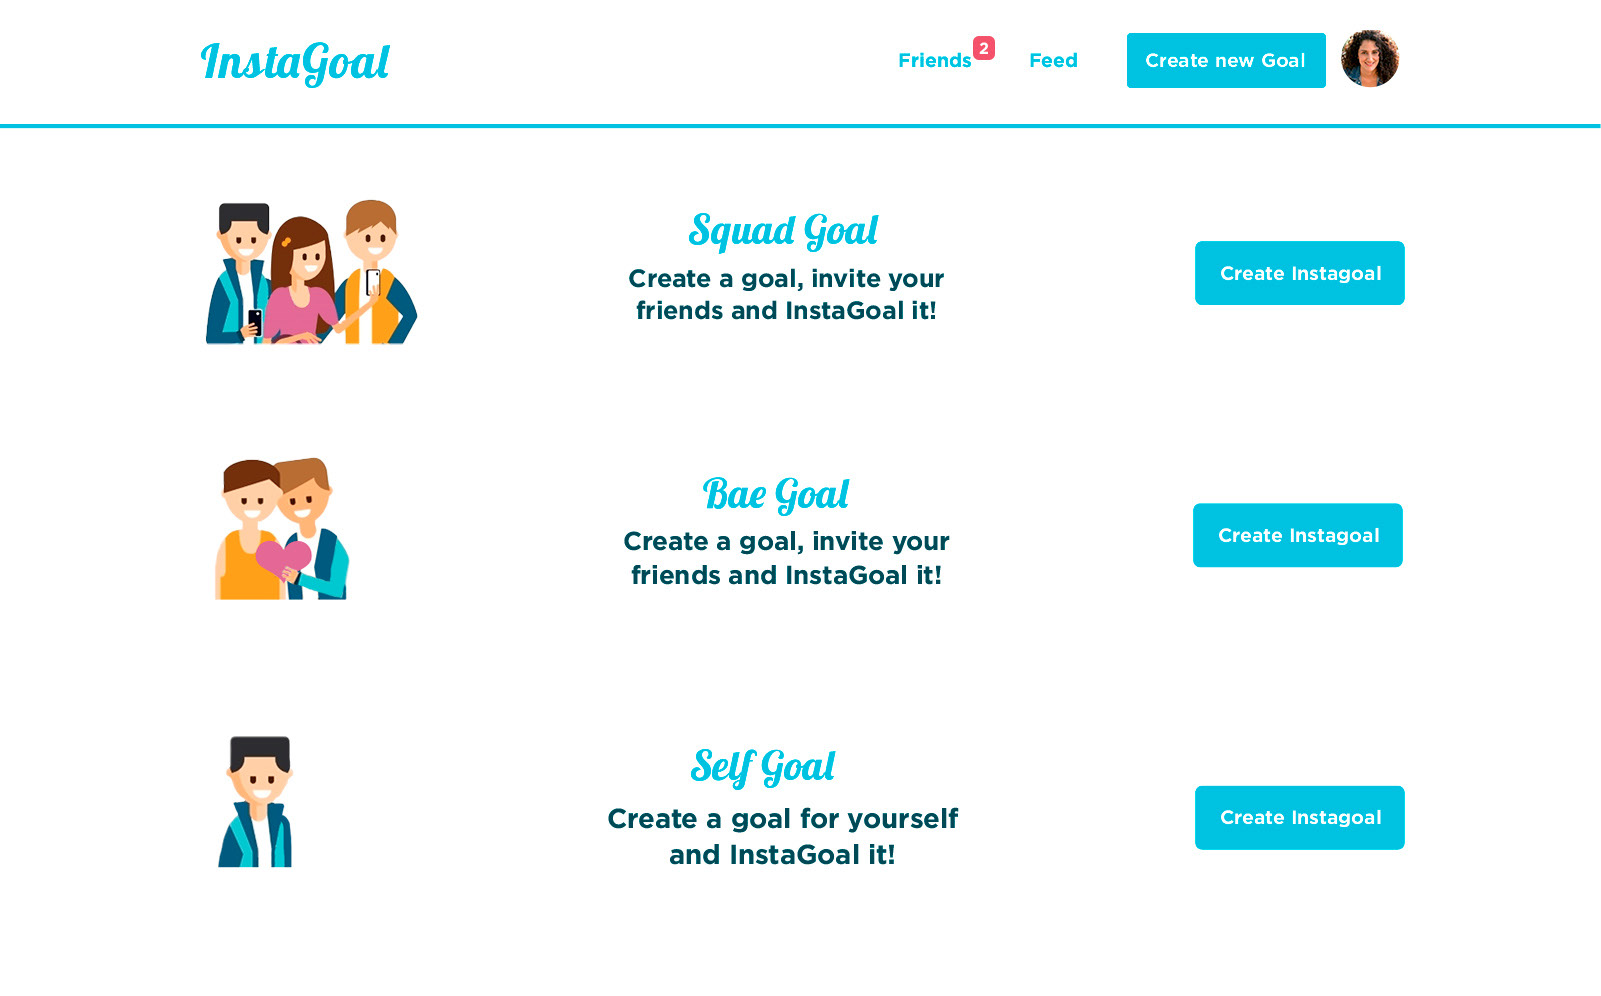 InstaGoal
Friends 2
Feed
Create new Goal
Squad Goal
Create a goal, invite your
friends and InstaGoal it!
Create Instagoal
Bae Goal
Create a goal, invite your
friends and InstaGoal it!
Create Instagoal
Self Goal
Create a goal for yourself
and InstaGoal it!
Create Instagoal